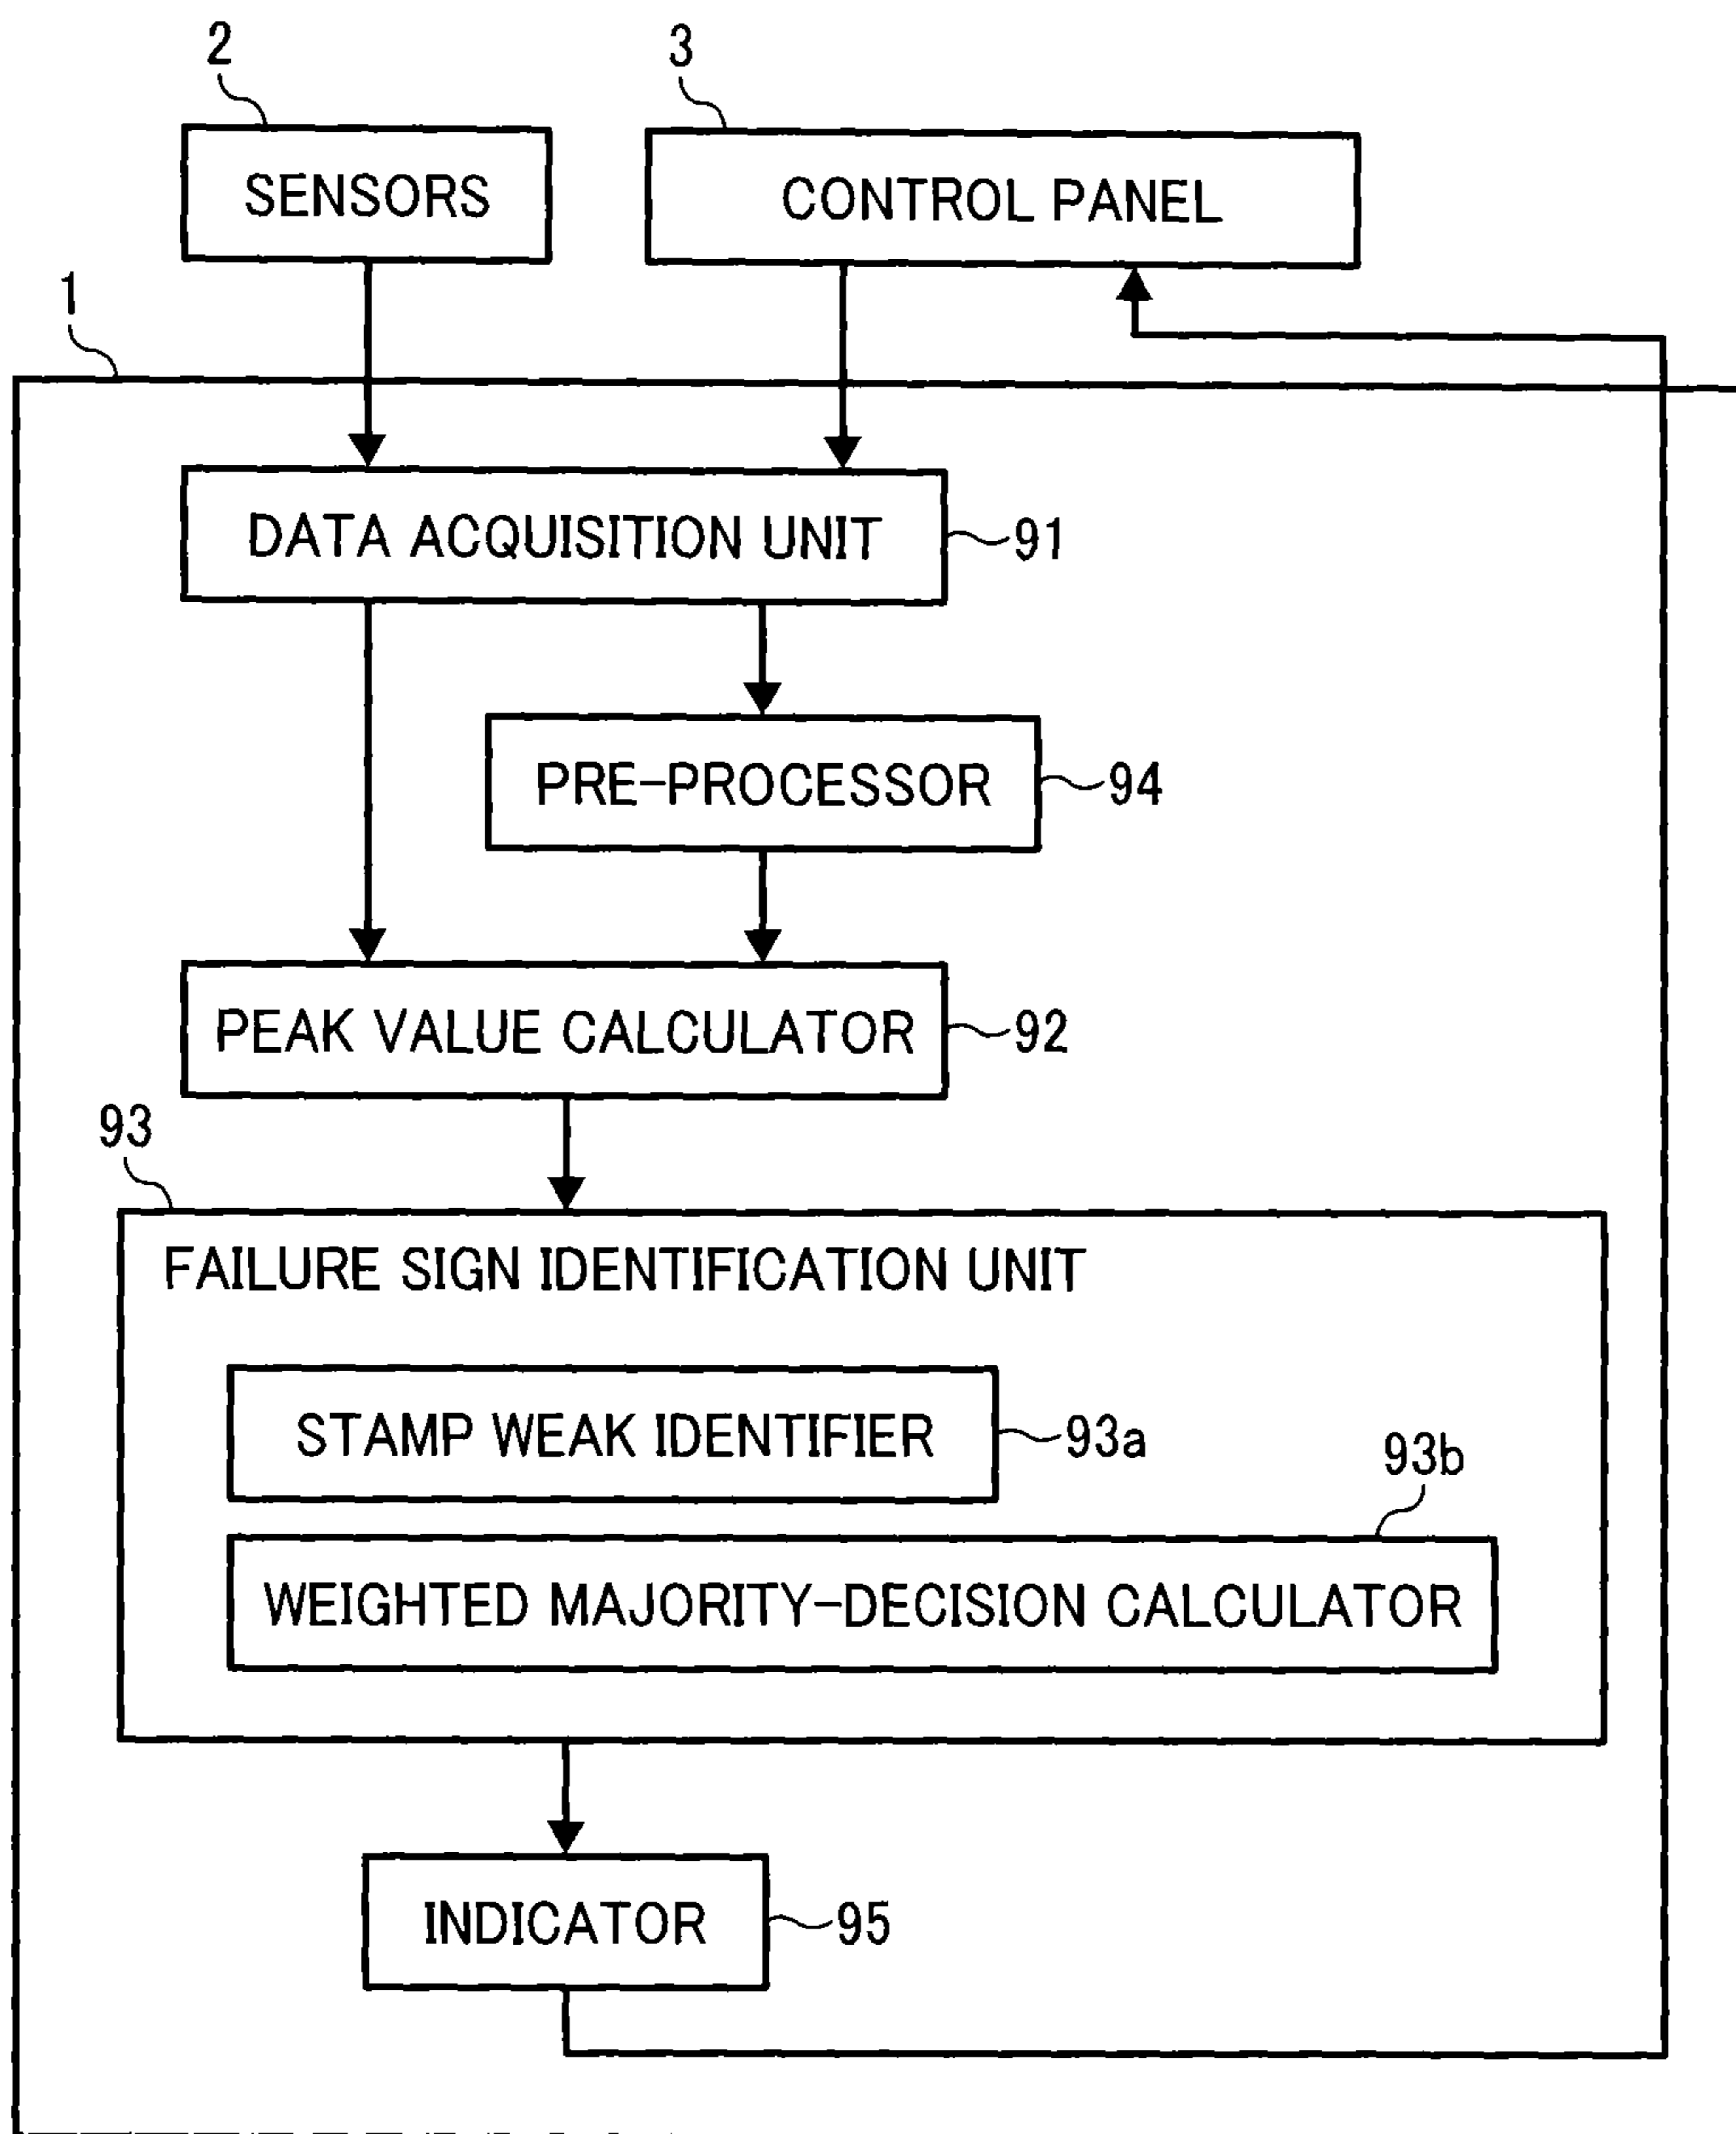 2
3
SENSORS
CONTROL PANEL
1
DATA ACQUISITION UNIT
91
PRE-PROCESSOR
94
PEAK VALUE CALCULATOR
92
93
FAILURE SIGN IDENTIFICATION UNIT
STAMP WEAK IDENTIFIER
93a
93b
WEIGHTED MAJORITY-DECISION CALCULATOR
INDICATOR
95